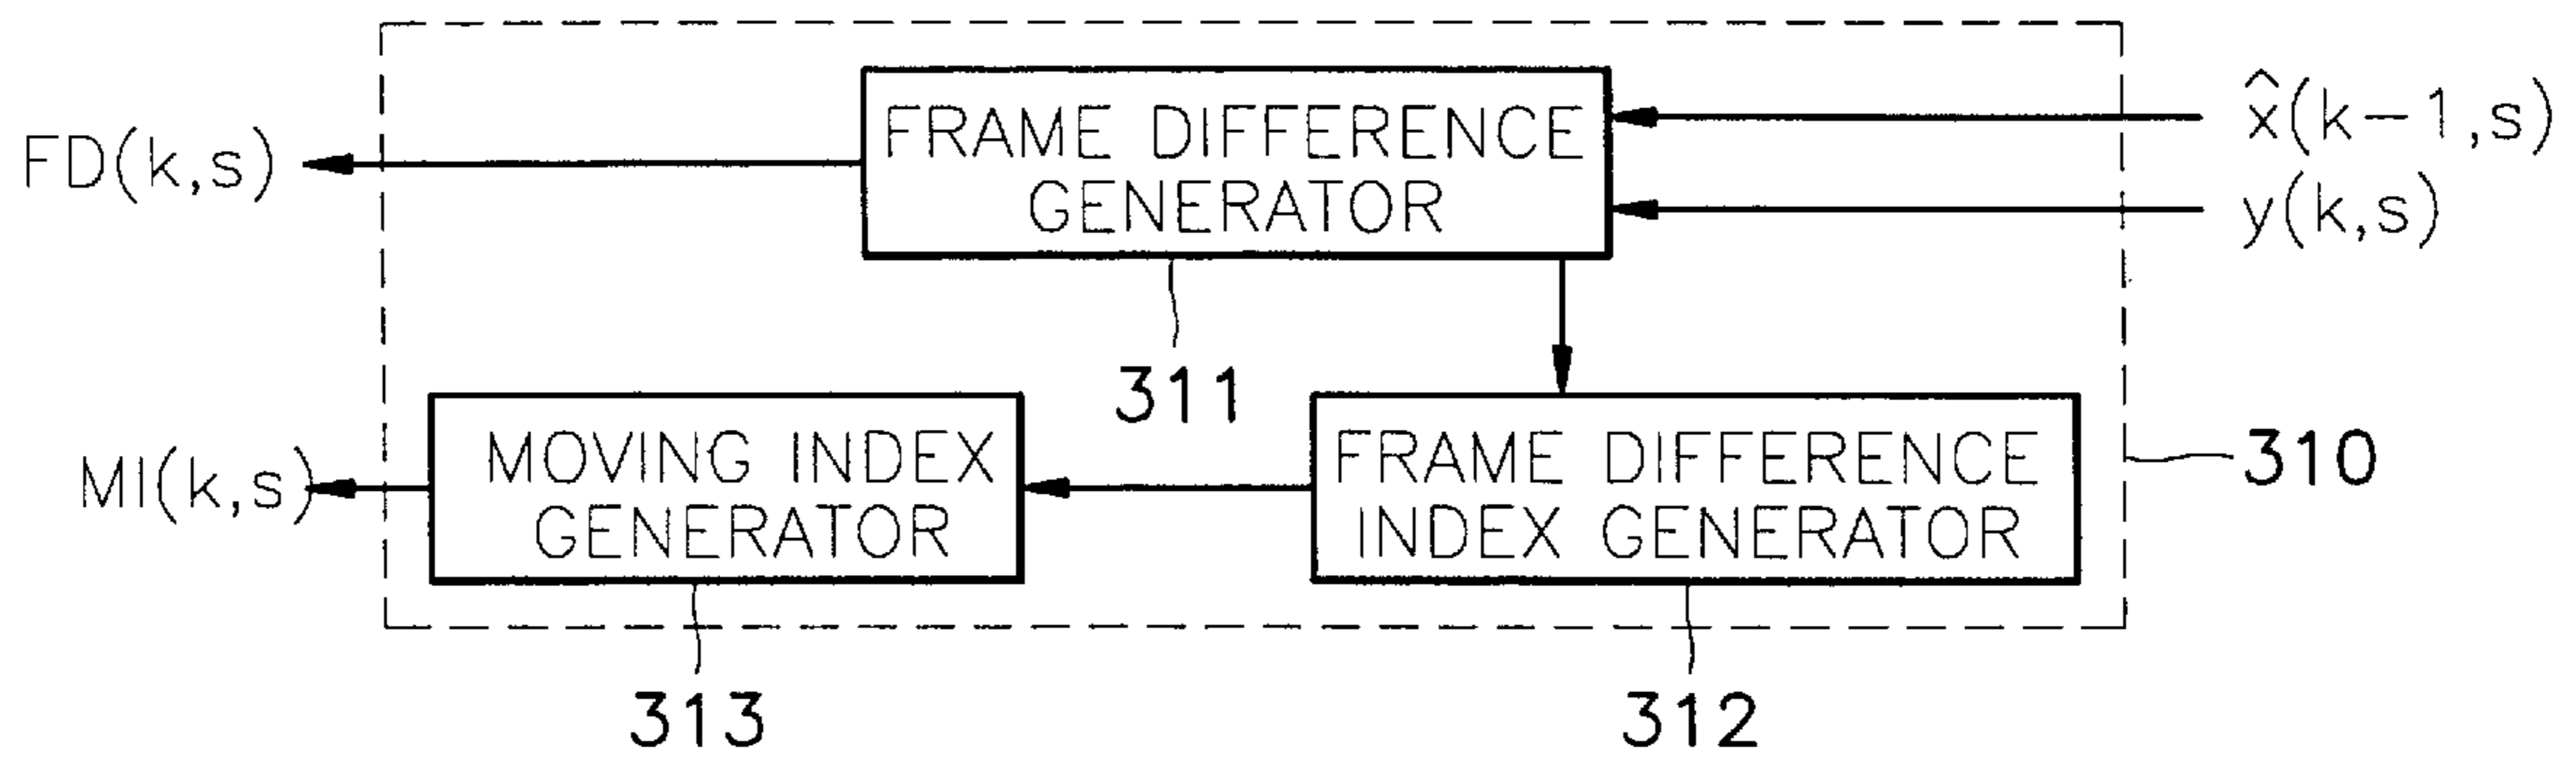 FRAME DIFFERENCE
GENERATOR
x̂(k-1,s)
y(k,s)
FD(k,s)
311
MOVING INDEX
GENERATOR
FRAME DIFFERENCE
INDEX GENERATOR
310
MI(k,s)
313
312